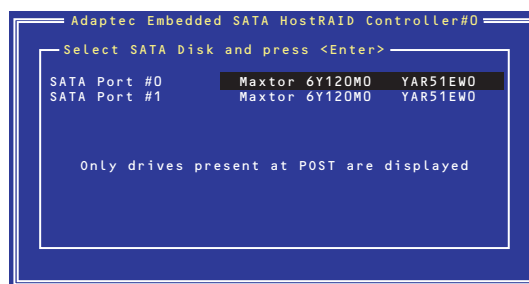 Adaptec Embedded SATA HostRAID Controller#0
Select SATA Disk and press <Enter>
SATA Port #0 Maxtor 6Y120M0 YAR51EW0
SATA Port #1 Maxtor 6Y120M0 YAR51EW0
Only drives present at POST are displayed